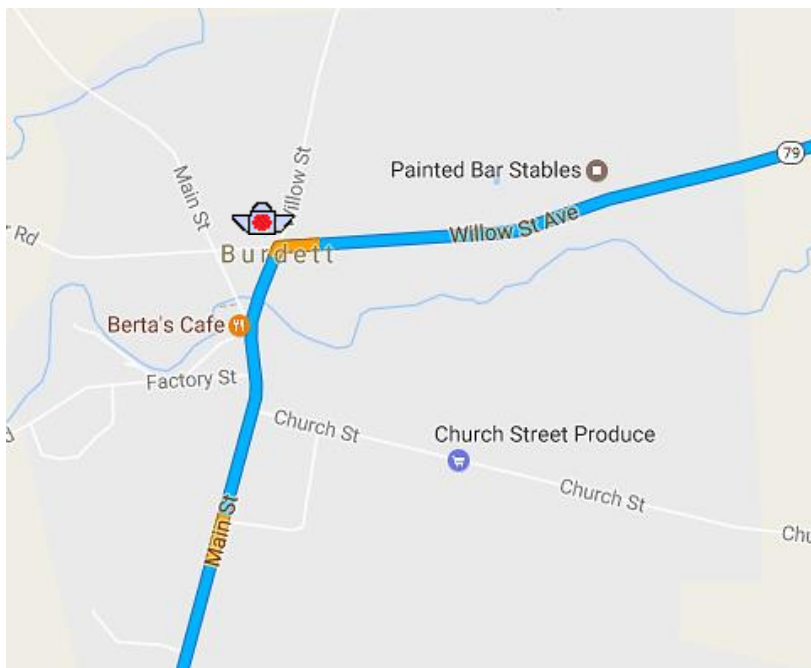 79
Painted Bar Stables
Willow St
Main St
Willow St Ave
r Rd
Burdett
Berta's Cafe
Factory St
Church St
Church Street Produce
Church St
Chu
Main St
d